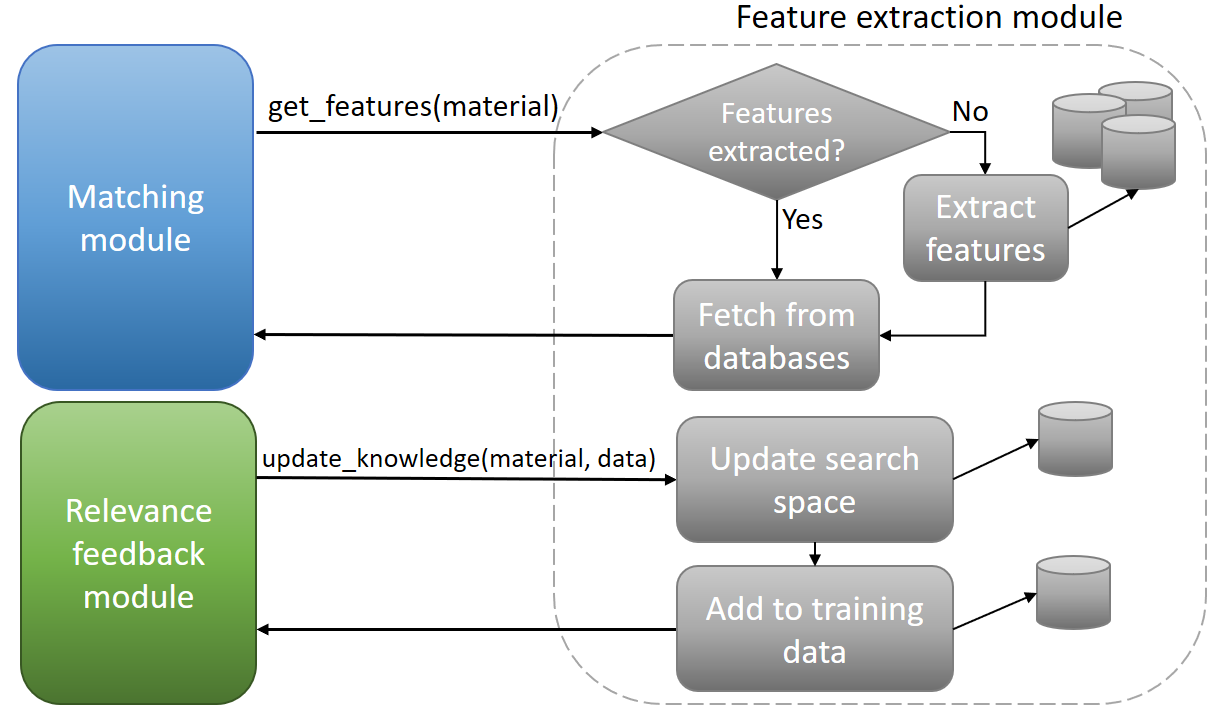 Feature extraction module
get_features(material)
Features
extracted?
No
Matching
module
Extract
features
Yes
Fetch from
databases
update_knowledge(material, data)
Update search
space
Relevance
feedback
module
Add to training
data